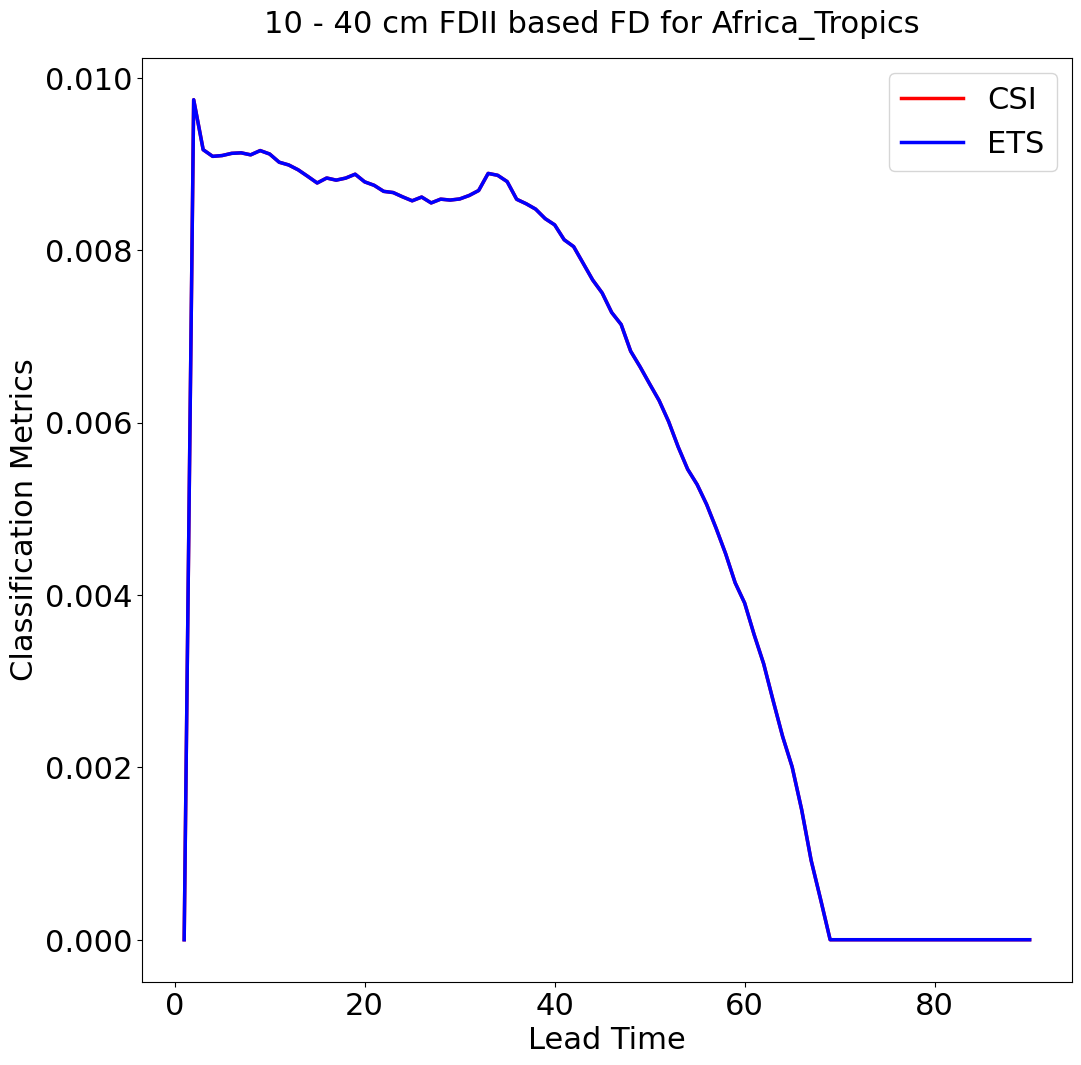 10 - 40 cm FDII based FD for Africa_Tropics
CSI
ETS
0.010
0.008
0.006
0.004
0.002
0.000
Classification Metrics
0 20 40 60 80
Lead Time